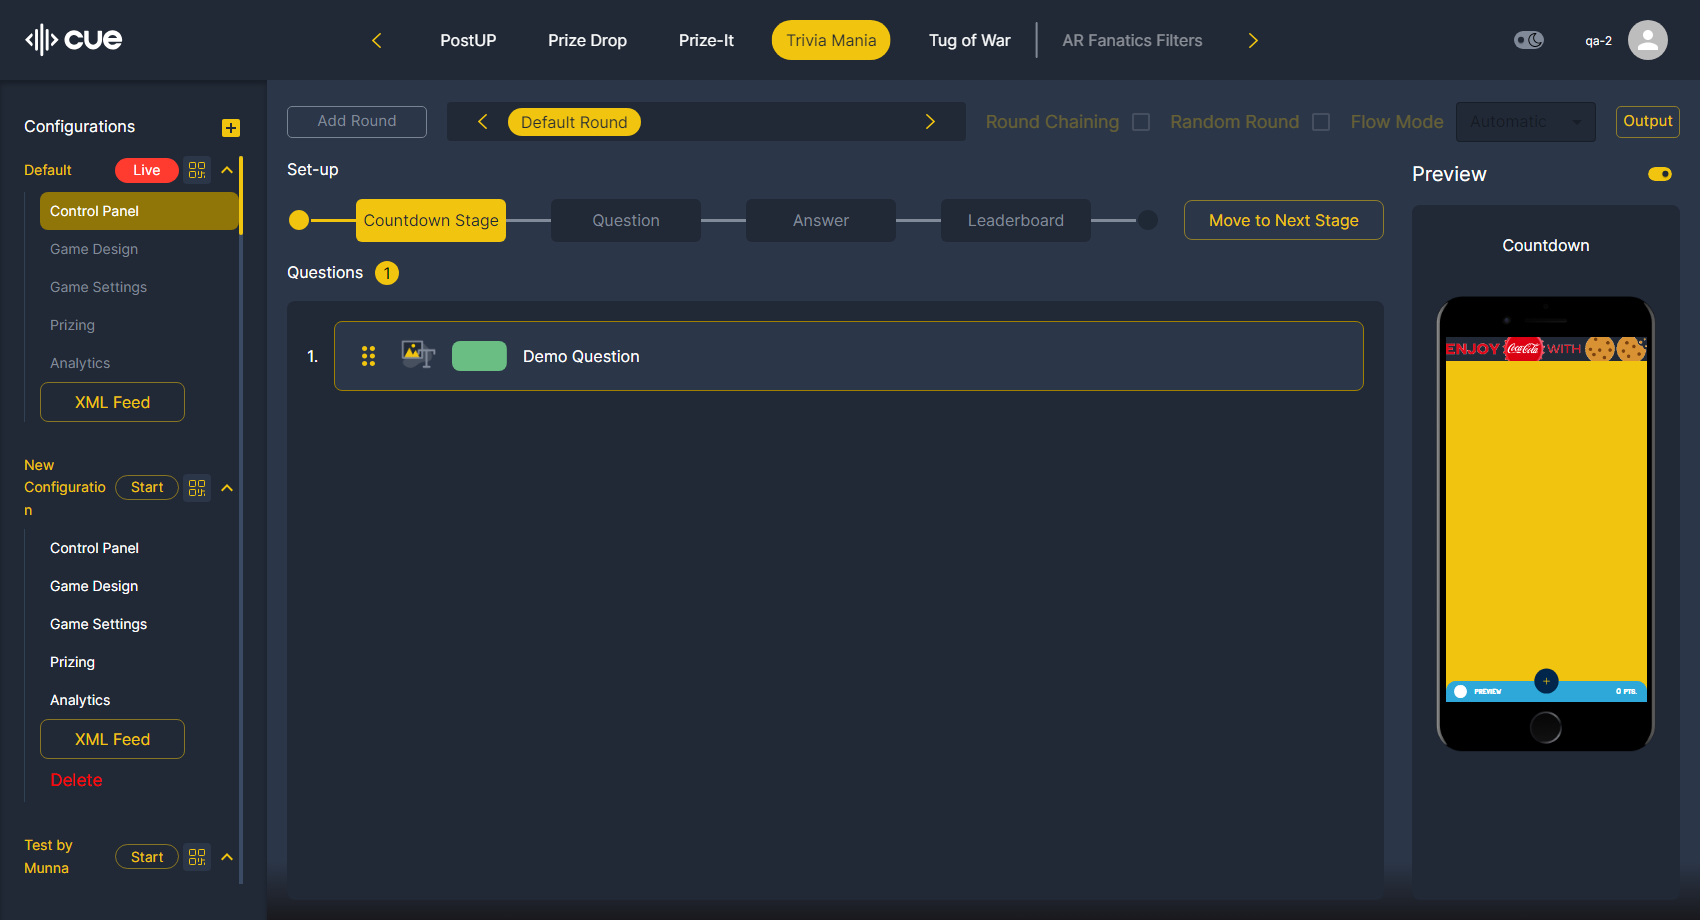 cue
PostUP
Prize Drop
Prize-It
Trivia Mania
Tug of War
AR Fanatics Filters
qa-2
Configurations
Default
Live
Control Panel
Game Design
Game Settings
Prizing
Analytics
XML Feed
New
Configuratio
n
Start
Control Panel
Game Design
Game Settings
Prizing
Analytics
XML Feed
Delete
Test by
Munna
Start
Add Round
Default Round
Round Chaining
Random Round
Flow Mode
Automatic
Output
Set-up
Countdown Stage
Question
Answer
Leaderboard
Move to Next Stage
Questions 1
1.
Demo Question
Preview
Countdown
ENJOY Coca-Cola WITH
PREVIEW
0 PTS.